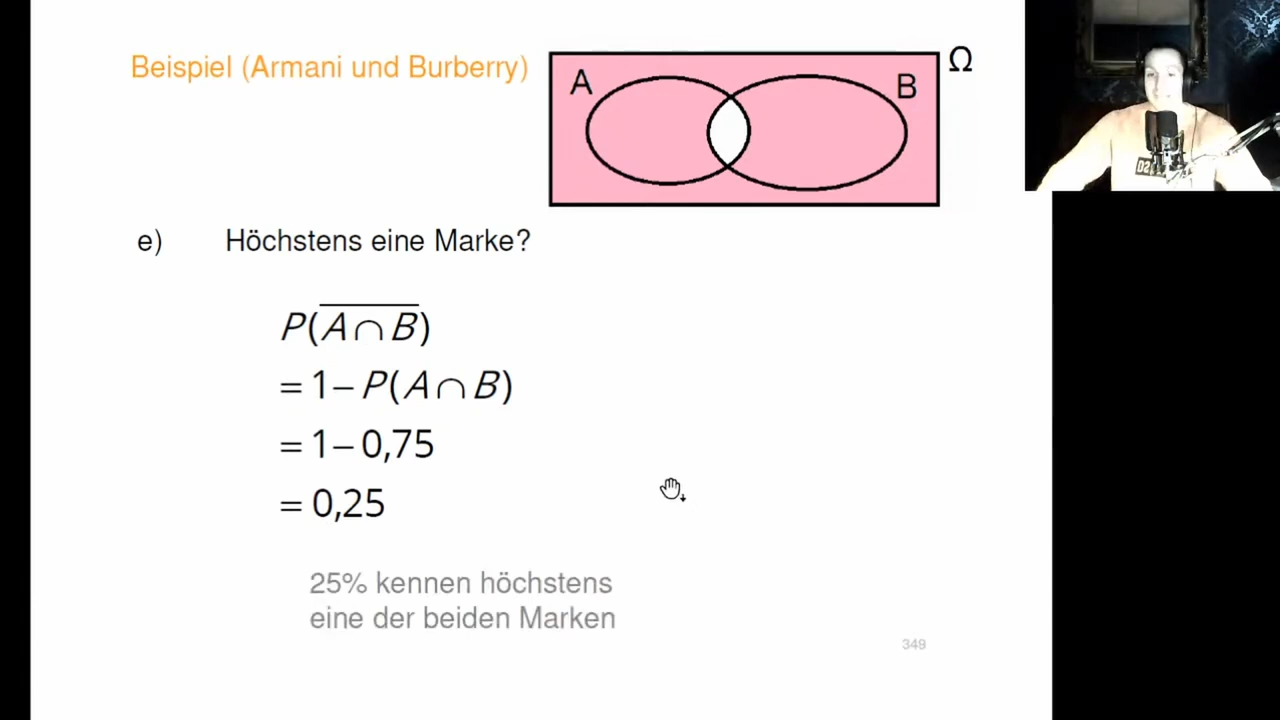 Beispiel (Armani und Burberry)
A
B
Ω
e) Höchstens eine Marke?
P(\overline{A∩B})
= 1– P(A∩B)
= 1– 0,75
= 0,25
25% kennen höchstens
eine der beiden Marken
349